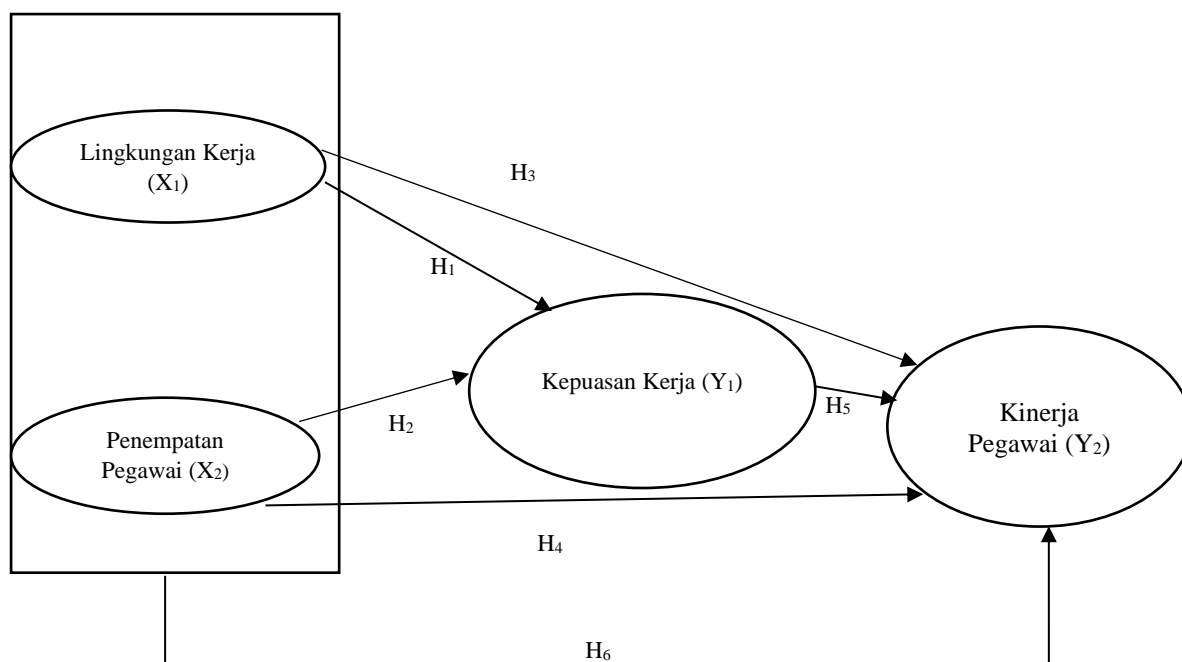 Lingkungan Kerja
(X₁)
H₃
H₁
Kepuasan Kerja (Y₁)
H₅
Kinerja
Pegawai (Y₂)
H₂
Penempatan
Pegawai (X₂)
H₄
H₆